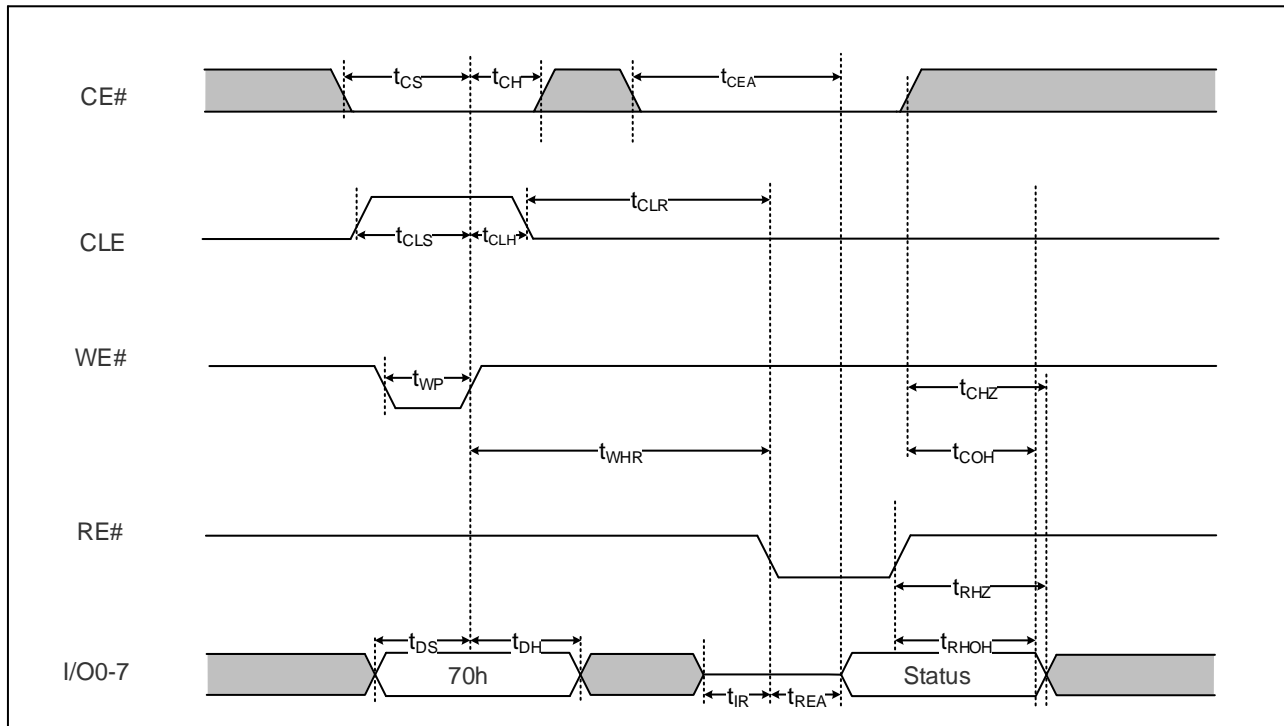 CE#
tCS
tCH
tCEA
CLE
tCLR
tCLS
tCLH
WE#
tWP
tCHZ
tWHR
tCOH
RE#
tRHZ
I/O0-7
tDS
tDH
tRHOH
70h
Status
tIR
tREA